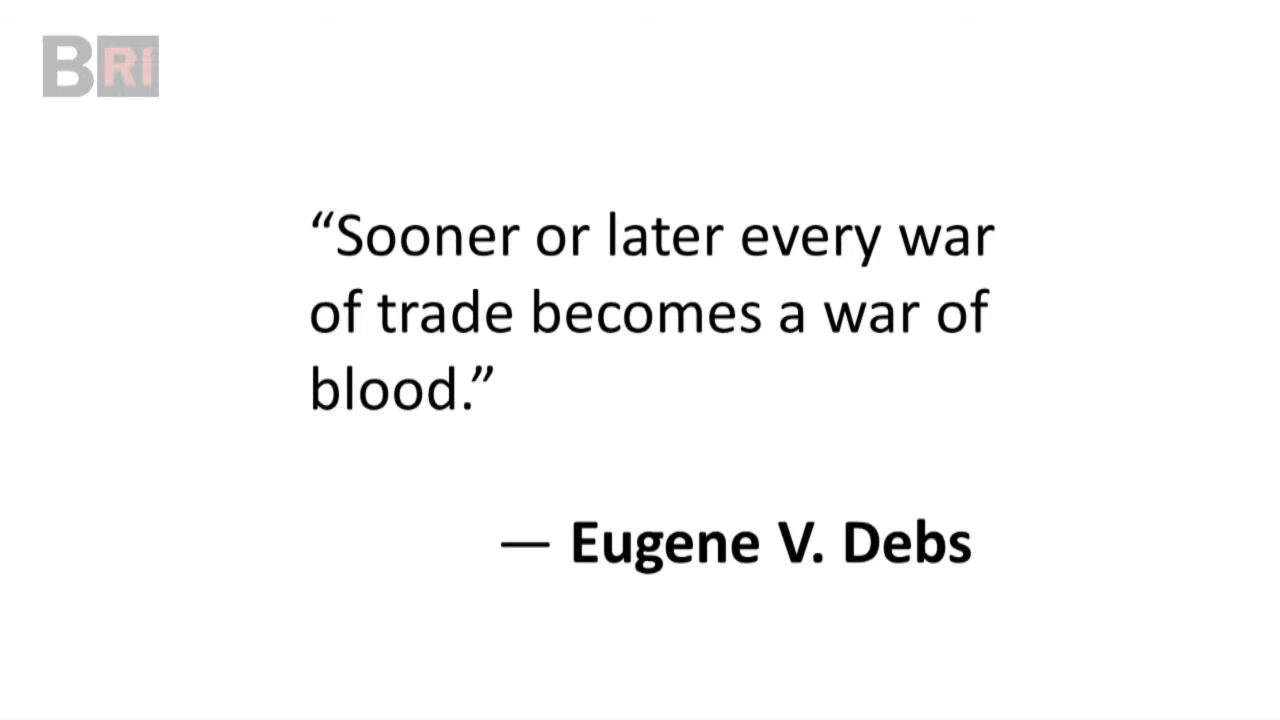 BRI
“Sooner or later every war
of trade becomes a war of
blood.”
— Eugene V. Debs